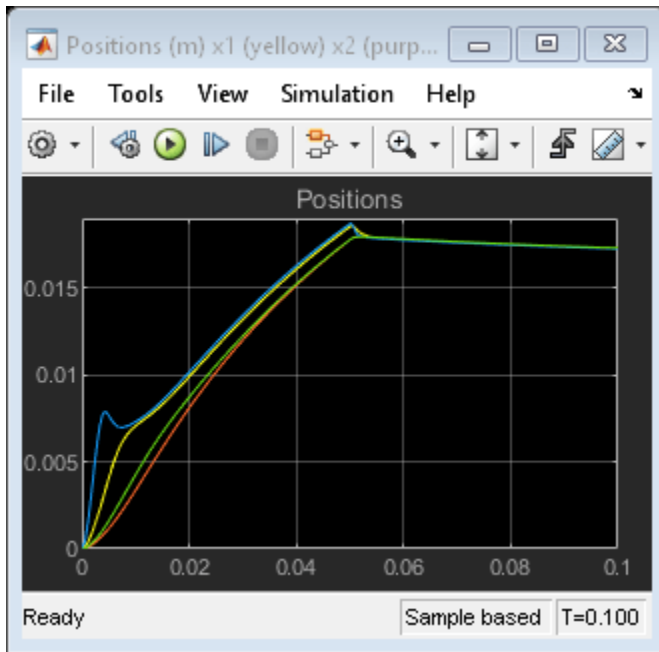 Positions (m) x1 (yellow) x2 (purp...
File Tools View Simulation Help
Positions
0.015
0.01
0.005
0
0 0.02 0.04 0.06 0.08 0.1
Ready Sample based T=0.100